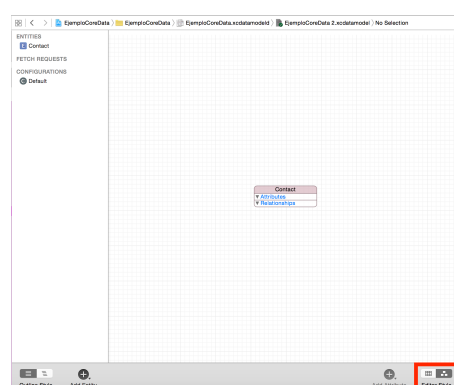 EjemploCoreData EjemploCoreData EjemploCoreData.xcdatamodeld EjemploCoreData 2.xcdatamodel No Selection
ENTITIES
E Contact
FETCH REQUESTS
CONFIGURATIONS
C Default
Contact
Attributes
Relationships
Outline Style Add Entity Add Attribute Editor Style